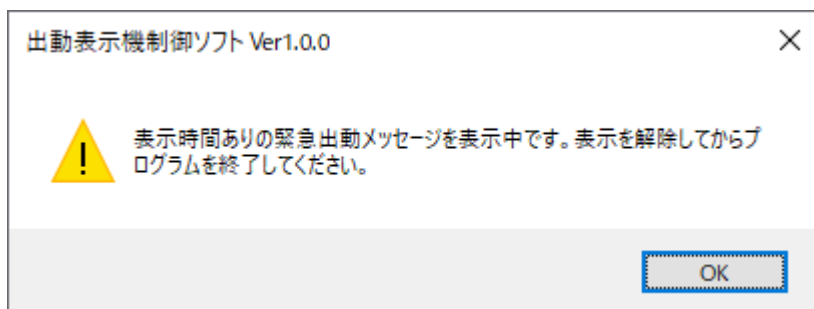 出動表示機制御ソフト Ver1.0.0
表示時間ありの緊急出動メッセージを表示中です。表示を解除してからプ
ログラムを終了してください。
OK